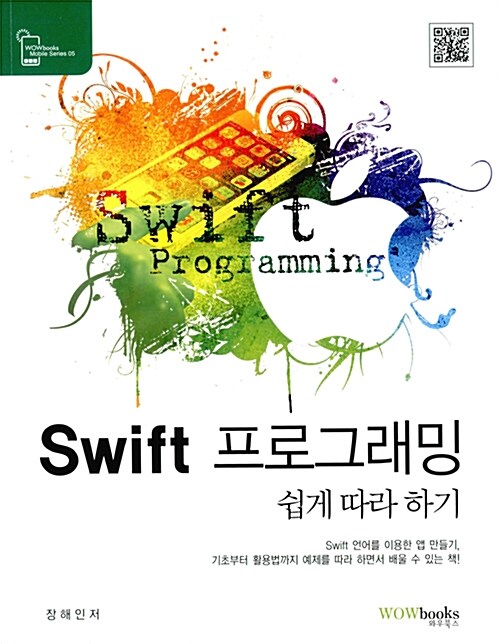 WOWbooks
Mobile Series 05
Swift
Programming
Swift 프로그래밍
쉽게 따라 하기
Swift 언어를 이용한 앱 만들기,
기초부터 활용법까지 예제를 따라 하면서 배울 수 있는 책!
장해인 저
WOWbooks
와우북스